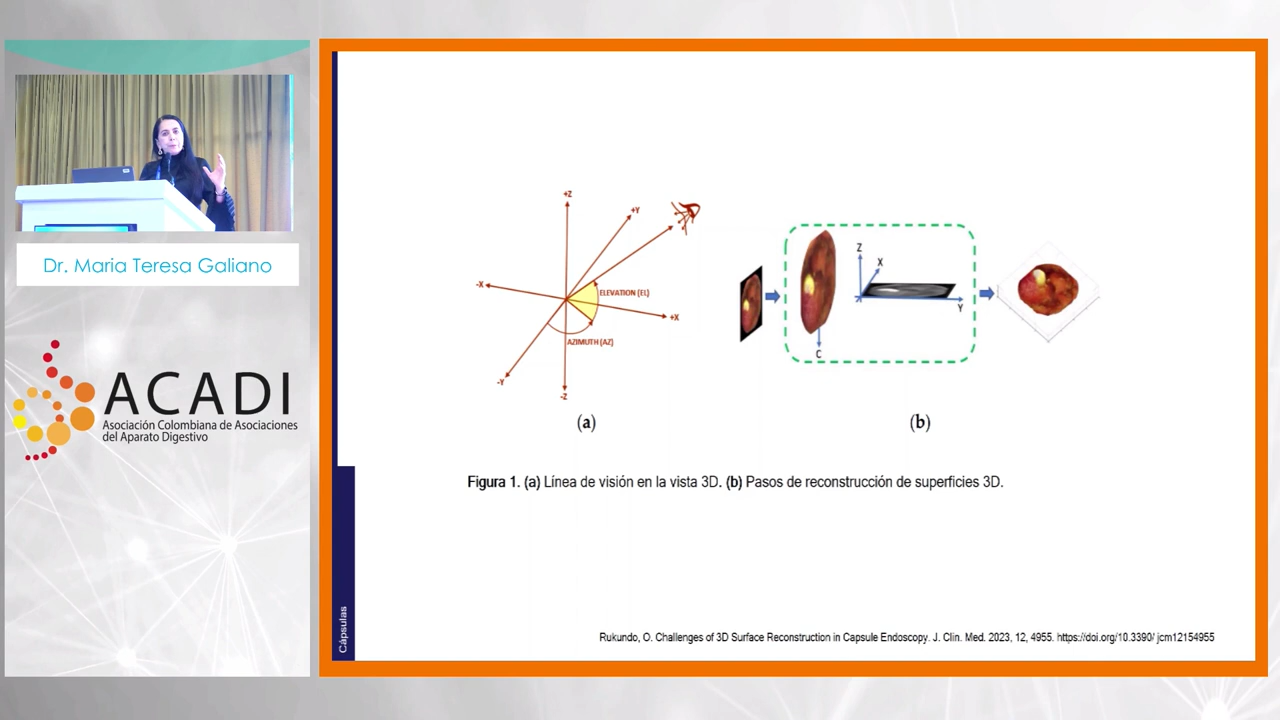 Dr. Maria Teresa Galiano
ACADI
Asociación Colombiana de Asociaciones
del Aparato Digestivo
+Z
+Y
-X
ELEVATION (EL)
+X
AZIMUTH (AZ)
-Y
-Z
(a)
Z
X
Y
C
(b)
Figura 1. (a) Línea de visión en la vista 3D. (b) Pasos de reconstrucción de superficies 3D.
Cápsulas
Rukundo, O. Challenges of 3D Surface Reconstruction in Capsule Endoscopy. J. Clin. Med. 2023, 12, 4955. https://doi.org/10.3390/ jcm12154955